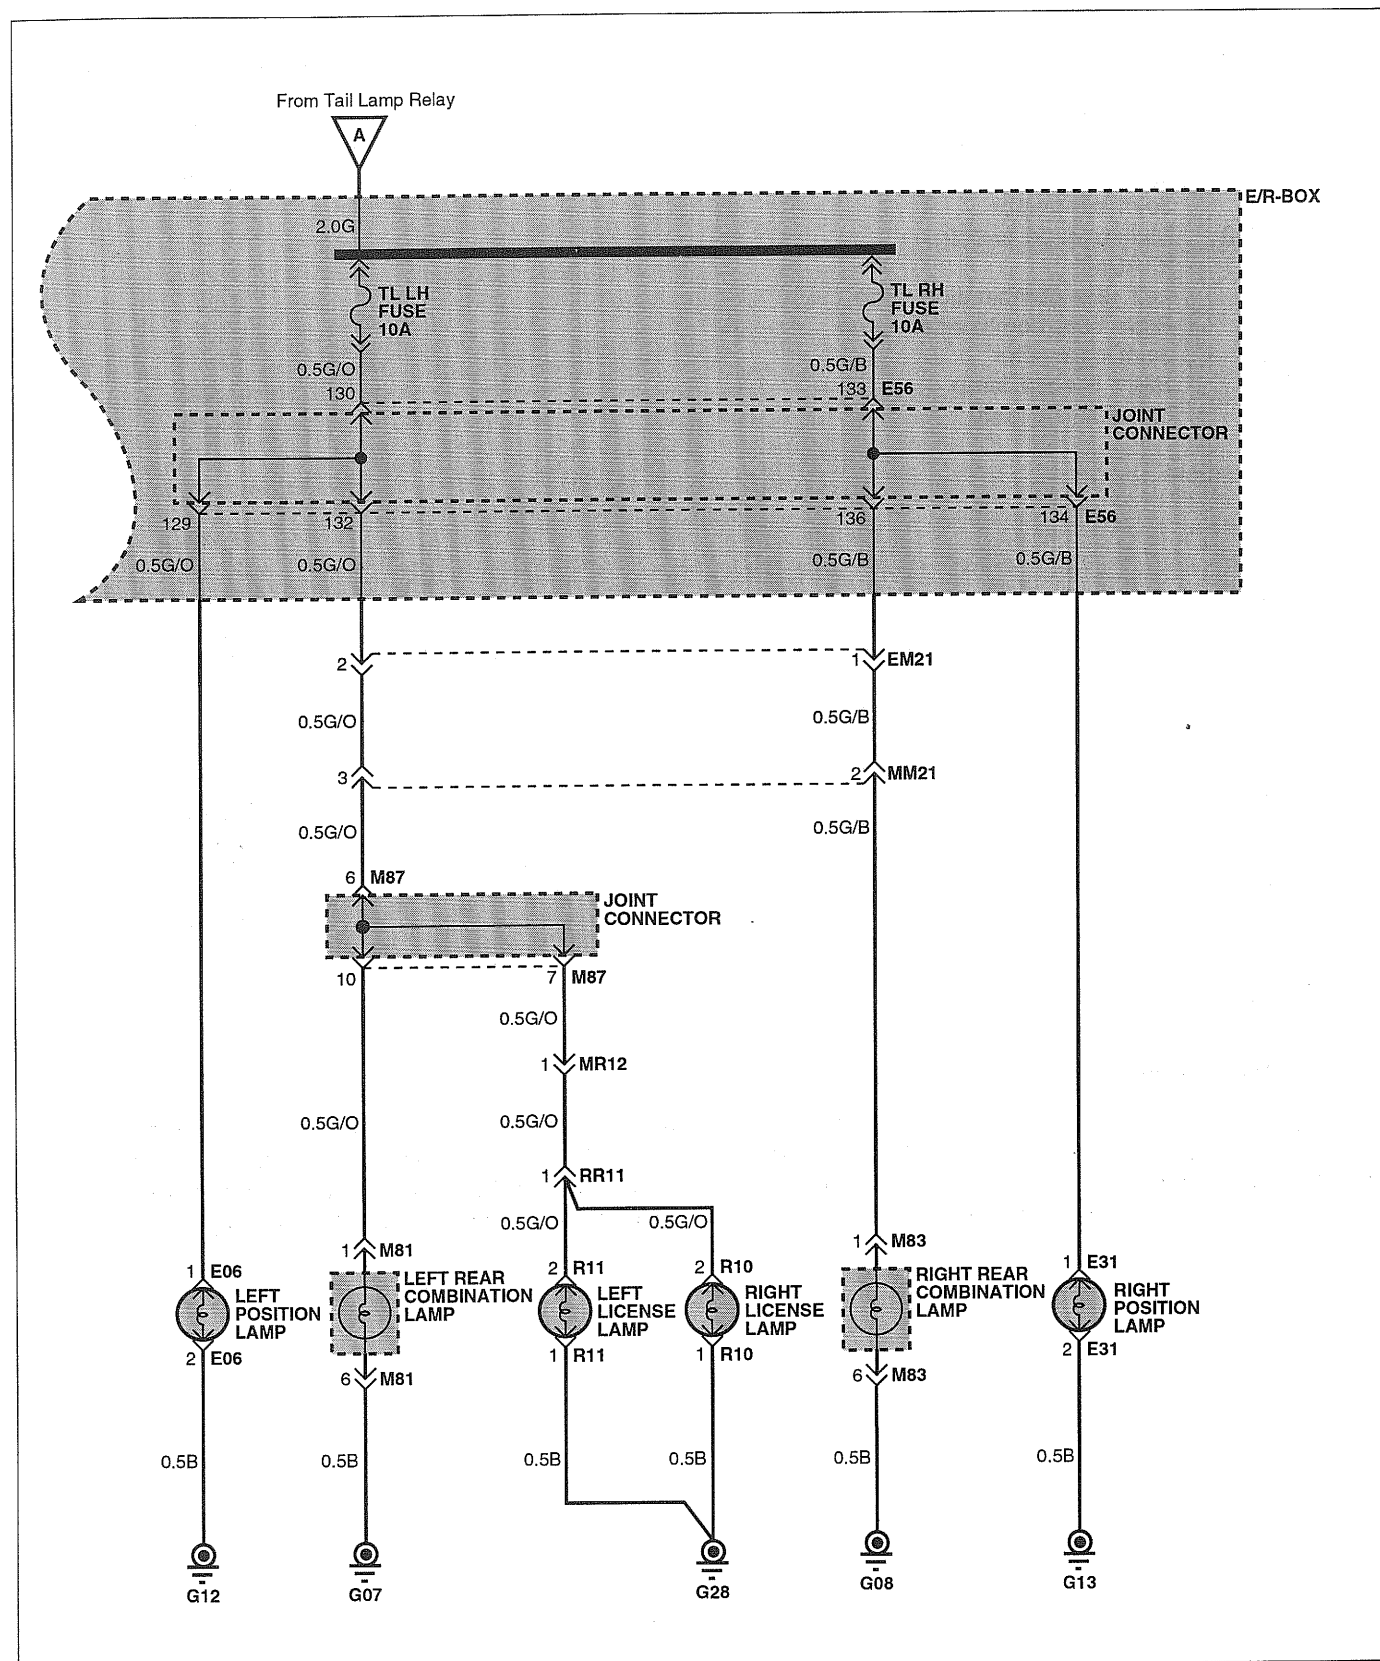 From Tail Lamp Relay
A
E/R-BOX
2.0G
TL LH
FUSE
10A
TL RH
FUSE
10A
0.5G/O
0.5G/B
130
133 E56
JOINT
CONNECTOR
129
132
136
134 E56
0.5G/O
0.5G/O
0.5G/B
0.5G/B
2
1 EM21
0.5G/O
0.5G/B
3
2 MM21
0.5G/O
0.5G/B
6 M87
JOINT
CONNECTOR
10
7 M87
0.5G/O
1 MR12
0.5G/O
0.5G/O
1 RR11
0.5G/O
0.5G/O
1 E06
LEFT
POSITION
LAMP
2 E06
1 M81
LEFT REAR
COMBINATION
LAMP
6 M81
2 R11
LEFT
LICENSE
LAMP
1 R11
2 R10
RIGHT
LICENSE
LAMP
1 R10
1 M83
RIGHT REAR
COMBINATION
LAMP
6 M83
1 E31
RIGHT
POSITION
LAMP
2 E31
0.5B
0.5B
0.5B
0.5B
0.5B
0.5B
G12
G07
G28
G08
G13